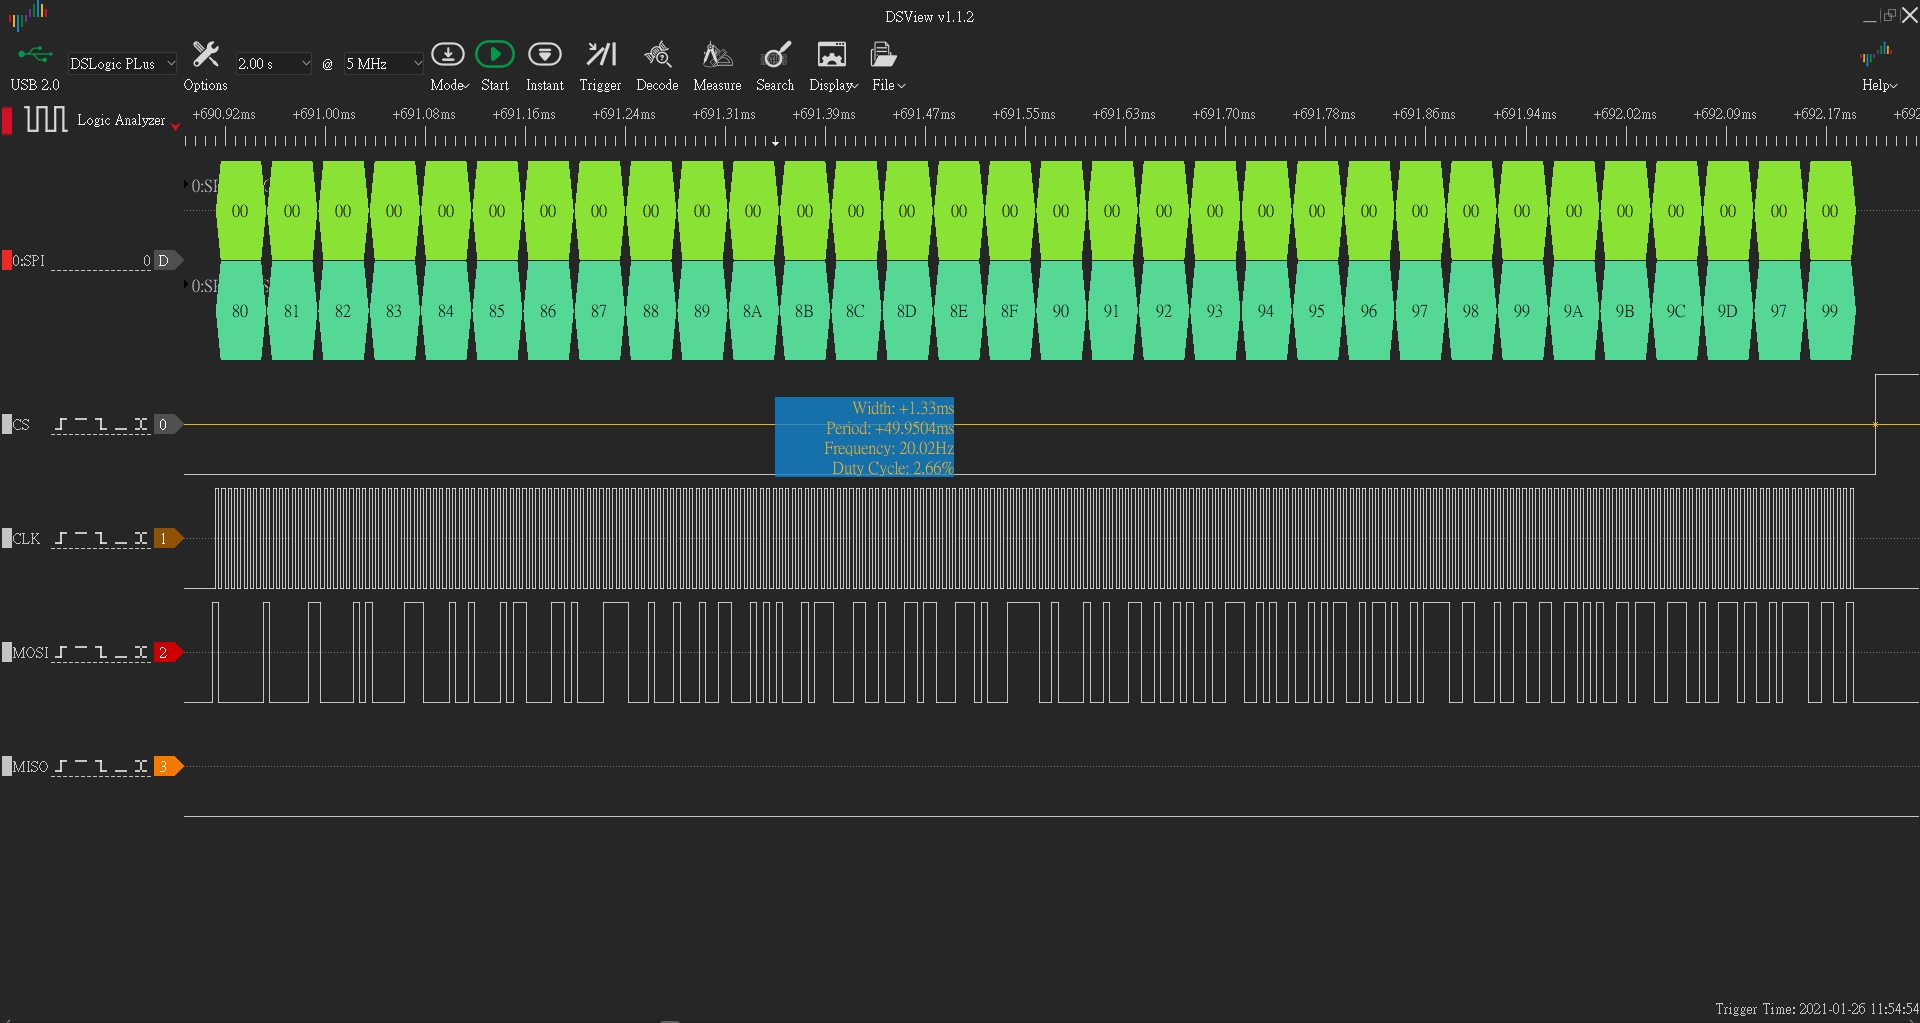 DSView v1.1.2
USB 2.0
DSLogic PLus
Options
2.00 s @ 5 MHz
Mode Start Instant Trigger Decode Measure Search Display File Help
Logic Analyzer
+690.92ms +691.00ms +691.08ms +691.16ms +691.24ms +691.31ms +691.39ms +691.47ms +691.55ms +691.63ms +691.70ms +691.78ms +691.86ms +691.94ms +692.02ms +692.09ms +692.17ms
00 00 00 00 00 00 00 00 00 00 00 00 00 00 00 00 00 00 00 00 00 00 00 00 00 00 00 00 00 00 00 00
0:SPI 0 D
80 81 82 83 84 85 86 87 88 89 8A 8B 8C 8D 8E 8F 90 91 92 93 94 95 96 97 98 99 9A 9B 9C 9D 97 99
CS 0
Width: +1.33ms
Period: +49.9504ms
Frequency: 20.02Hz
Duty Cycle: 2.66%
CLK 1
MOSI 2
MISO 3
Trigger Time: 2021-01-26 11:54:54